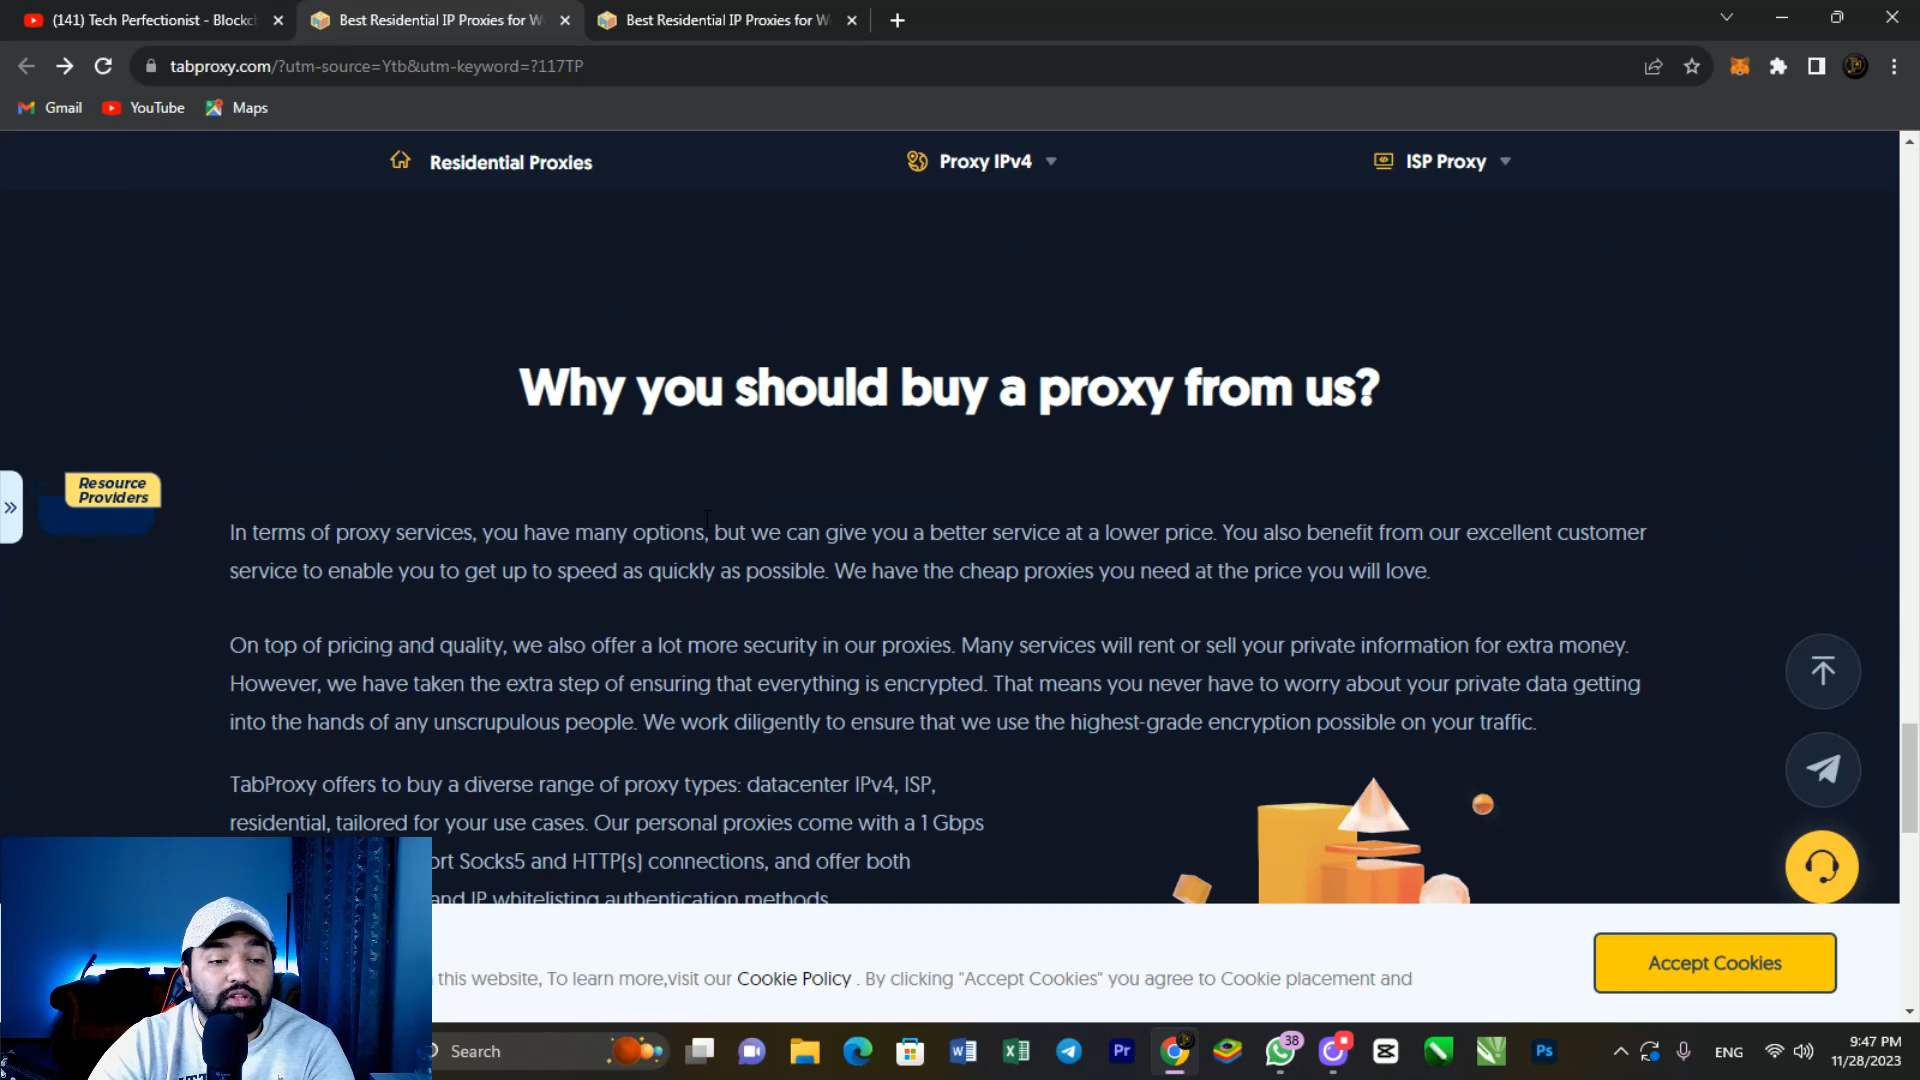 (141) Tech Perfectionist - Blockch
Best Residential IP Proxies for W
Best Residential IP Proxies for W
tabproxy.com/?utm-source=Ytb&utm-keyword=?117TP
Gmail
YouTube
Maps
Residential Proxies
Proxy IPv4
ISP Proxy
Why you should buy a proxy from us?
Resource
Providers
In terms of proxy services, you have many options, but we can give you a better service at a lower price. You also benefit from our excellent customer
service to enable you to get up to speed as quickly as possible. We have the cheap proxies you need at the price you will love.
On top of pricing and quality, we also offer a lot more security in our proxies. Many services will rent or sell your private information for extra money.
However, we have taken the extra step of ensuring that everything is encrypted. That means you never have to worry about your private data getting
into the hands of any unscrupulous people. We work diligently to ensure that we use the highest-grade encryption possible on your traffic.
TabProxy offers to buy a diverse range of proxy types: datacenter IPv4, ISP,
residential, tailored for your use cases. Our personal proxies come with a 1 Gbps
ort Socks5 and HTTP(s) connections, and offer both
and IP whitelisting authentication methods
this website, To learn more,visit our Cookie Policy . By clicking "Accept Cookies" you agree to Cookie placement and
Accept Cookies
Search
Pr
38
Ps
ENG
9:47 PM
11/28/2023